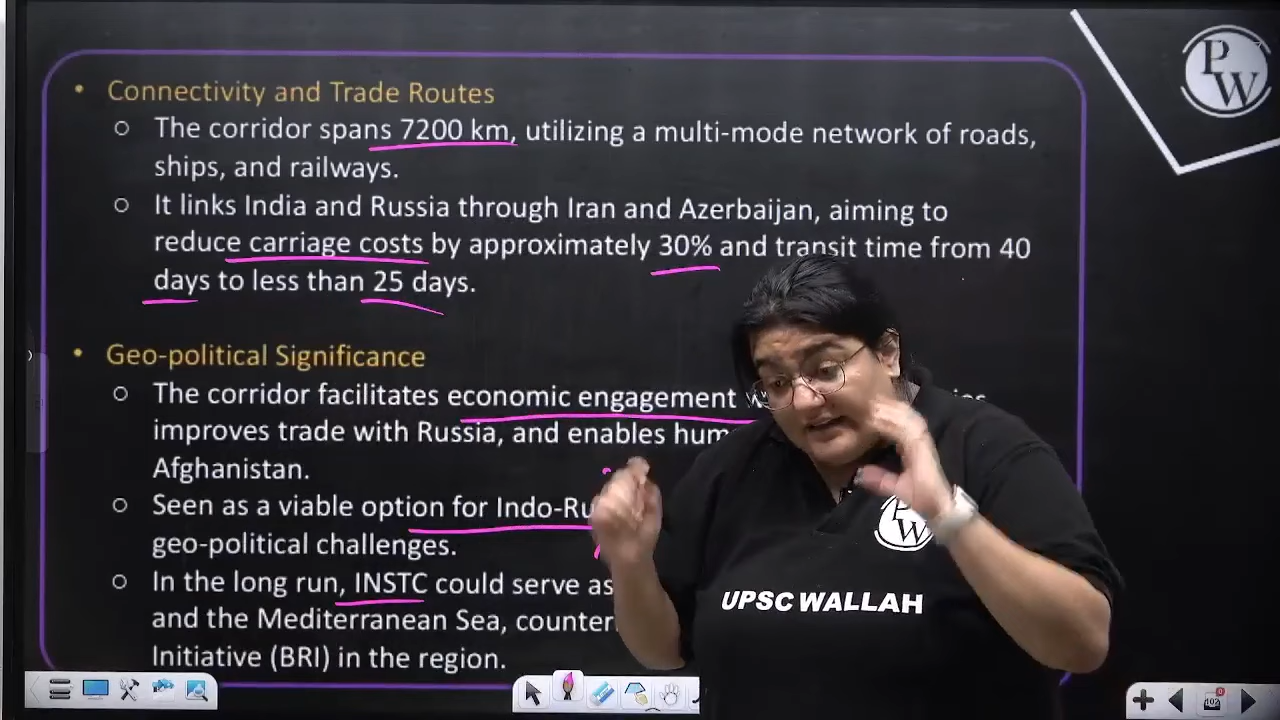 PW
• Connectivity and Trade Routes
o The corridor spans 7200 km, utilizing a multi-mode network of roads,
ships, and railways.
o It links India and Russia through Iran and Azerbaijan, aiming to
reduce carriage costs by approximately 30% and transit time from 40
days to less than 25 days.
• Geo-political Significance
o The corridor facilitates economic engagement
improves trade with Russia, and enables
Afghanistan.
o Seen as a viable option for
geo-political challenges.
o In the long run, INSTC could serve as
and the Mediterranean Sea,
Initiative (BRI) in the region.
PW
UPSC WALLAH